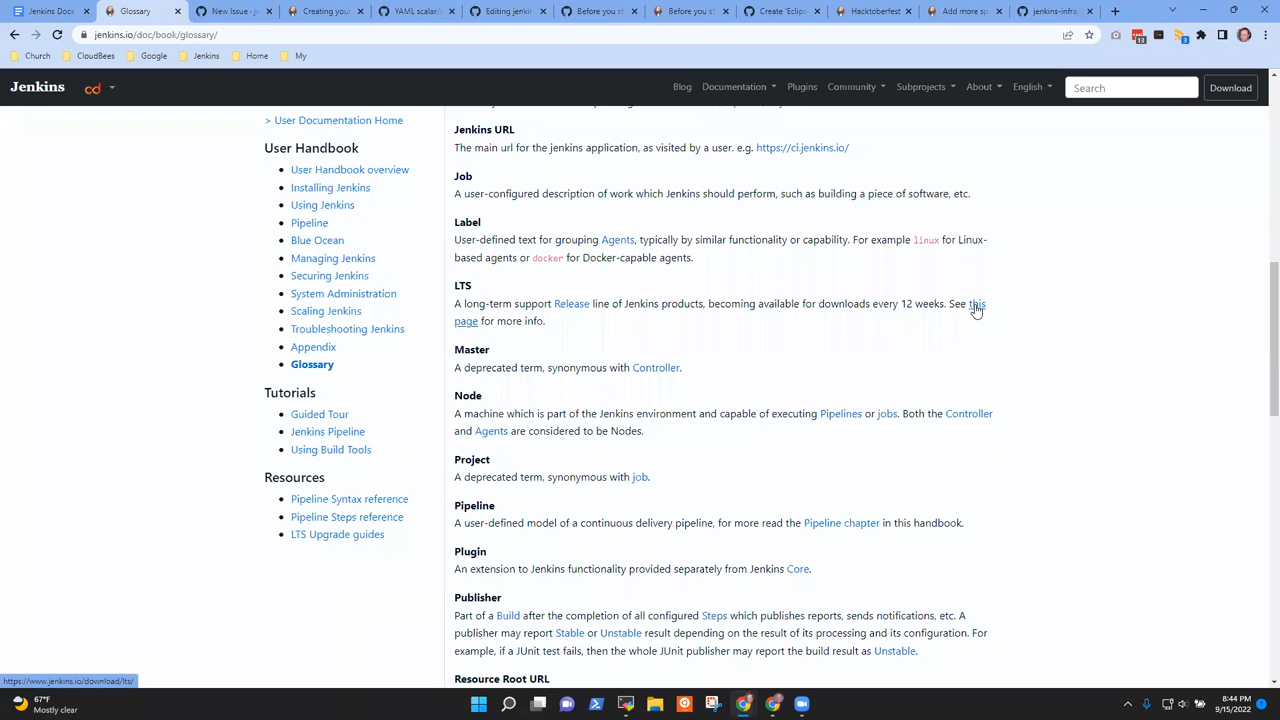 Jenkins Docs
Glossary
New Issue - je
Creating your
YAML scalar/
Editing jenkin
Before you st
Before you st
Create 'Eclips
Hacktoberfest
Add more sp
jenkins-infra
jenkins.io/doc/book/glossary/
13
3
Church
CloudBees
Google
Jenkins
Home
My
Jenkins
cd
Blog
Documentation
Plugins
Community
Subprojects
About
English
Search
Download
> User Documentation Home
User Handbook
User Handbook overview
Installing Jenkins
Using Jenkins
Pipeline
Blue Ocean
Managing Jenkins
Securing Jenkins
System Administration
Scaling Jenkins
Troubleshooting Jenkins
Appendix
Glossary
Tutorials
Guided Tour
Jenkins Pipeline
Using Build Tools
Resources
Pipeline Syntax reference
Pipeline Steps reference
LTS Upgrade guides
Jenkins URL
The main url for the jenkins application, as visited by a user. e.g. https://ci.jenkins.io/
Job
A user-configured description of work which Jenkins should perform, such as building a piece of software, etc.
Label
User-defined text for grouping Agents, typically by similar functionality or capability. For example linux for Linux-
based agents or docker for Docker-capable agents.
LTS
A long-term support Release line of Jenkins products, becoming available for downloads every 12 weeks. See this
page for more info.
Master
A deprecated term, synonymous with Controller.
Node
A machine which is part of the Jenkins environment and capable of executing Pipelines or jobs. Both the Controller
and Agents are considered to be Nodes.
Project
A deprecated term, synonymous with job.
Pipeline
A user-defined model of a continuous delivery pipeline, for more read the Pipeline chapter in this handbook.
Plugin
An extension to Jenkins functionality provided separately from Jenkins Core.
Publisher
Part of a Build after the completion of all configured Steps which publishes reports, sends notifications, etc. A
publisher may report Stable or Unstable result depending on the result of its processing and its configuration. For
example, if a JUnit test fails, then the whole JUnit publisher may report the build result as Unstable.
Resource Root URL
https://www.jenkins.io/download/lts/
67°F
Mostly clear
8:44 PM
9/15/2022